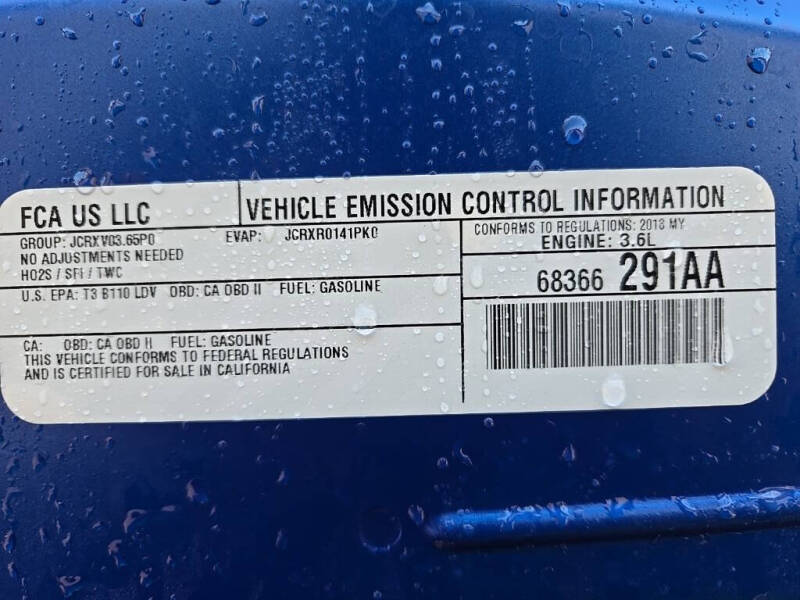 FCA US LLC
VEHICLE EMISSION CONTROL INFORMATION
GROUP: JCRXV03.65P0 EVAP: JCRXR0141PK0
NO ADJUSTMENTS NEEDED
HO2S / SFI / TWC
U.S. EPA: T3 B110 LDV OBD: CA OBD II FUEL: GASOLINE
CA: OBD: CA OBD II FUEL: GASOLINE
THIS VEHICLE CONFORMS TO FEDERAL REGULATIONS
AND IS CERTIFIED FOR SALE IN CALIFORNIA
CONFORMS TO REGULATIONS: 2018 MY
ENGINE: 3.6L
68366 291AA